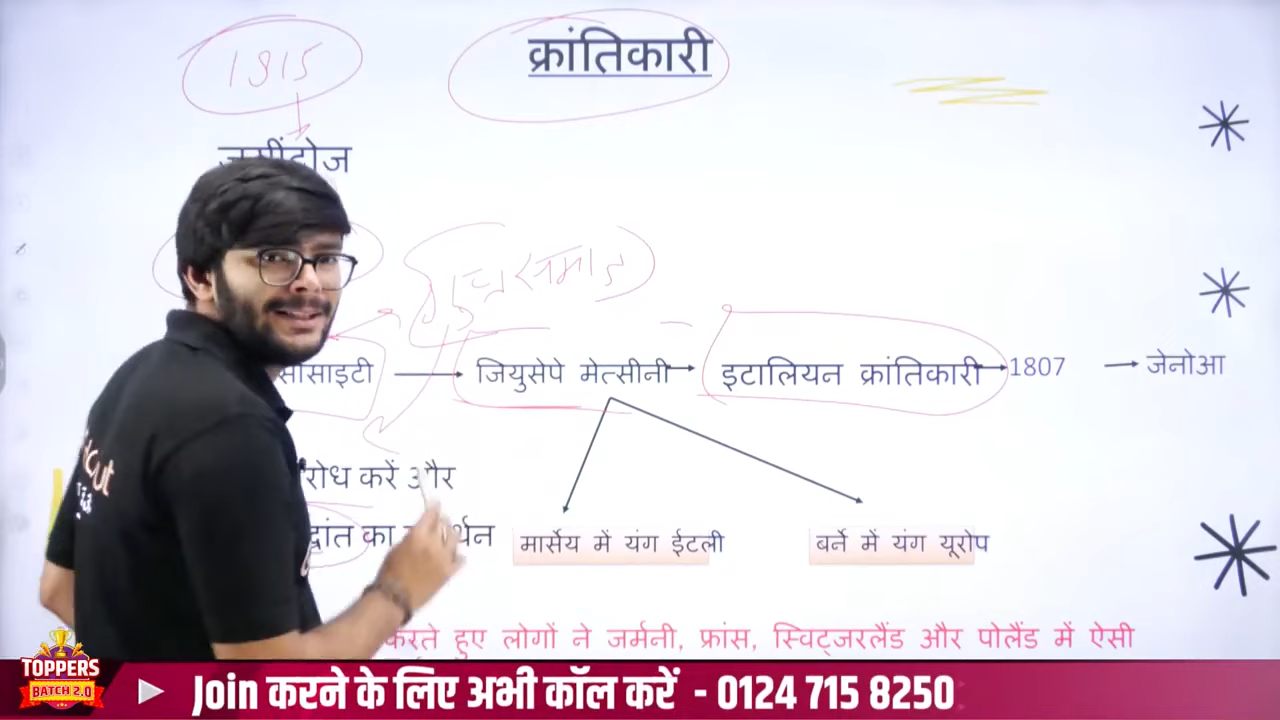 1915
क्रांतिकारी
सोसाइटी
जियुसेपे मेत्सीनी
इटालियन क्रांतिकारी
1807
जेनोआ
करें और
का
मार्सेय में यंग ईटली
बर्ने में यंग यूरोप
करते हुए लोगों ने जर्मनी, फ्रांस, स्विट्जरलैंड और पोलैंड में ऐसी
TOPPERS
BATCH 2.0
Join करने के लिए अभी कॉल करें - 0124 715 8250